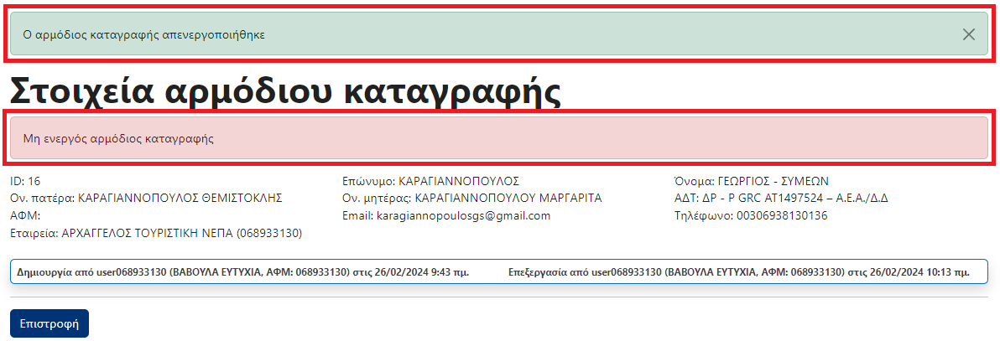 Ο αρμόδιος καταγραφής απενεργοποιήθηκε
Στοιχεία αρμόδιου καταγραφής
Μη ενεργός αρμόδιος καταγραφής
ID: 16 Επώνυμο: ΚΑΡΑΓΙΑΝΝΟΠΟΥΛΟΣ Όνομα: ΓΕΩΡΓΙΟΣ - ΣΥΜΕΩΝ
Ον. πατέρα: ΚΑΡΑΓΙΑΝΝΟΠΟΥΛΟΣ ΘΕΜΙΣΤΟΚΛΗΣ Ον. μητέρας: ΚΑΡΑΓΙΑΝΝΟΠΟΥΛΟΥ ΜΑΡΓΑΡΙΤΑ ΑΔΤ: ΔΡ - P GRC AT1497524 – Α.Ε.Α./Δ.Δ
ΑΦΜ: Email: karagiannopoulosgs@gmail.com Τηλέφωνο: 00306938130136
Εταιρεία: ΑΡΧΑΓΓΕΛΟΣ ΤΟΥΡΙΣΤΙΚΗ ΝΕΠΑ (068933130)
Δημιουργία από user068933130 (ΒΑΒΟΥΛΑ ΕΥΤΥΧΙΑ, ΑΦΜ: 068933130) στις 26/02/2024 9:43 πμ. Επεξεργασία από user068933130 (ΒΑΒΟΥΛΑ ΕΥΤΥΧΙΑ, ΑΦΜ: 068933130) στις 26/02/2024 10:13 πμ.
Επιστροφή